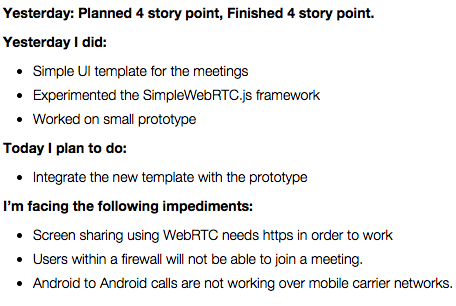 Yesterday: Planned 4 story point, Finished 4 story point.
Yesterday I did:
• Simple UI template for the meetings
• Experimented the SimpleWebRTC.js framework
• Worked on small prototype
Today I plan to do:
• Integrate the new template with the prototype
I'm facing the following impediments:
• Screen sharing using WebRTC needs https in order to work
• Users within a firewall will not be able to join a meeting.
• Android to Android calls are not working over mobile carrier networks.